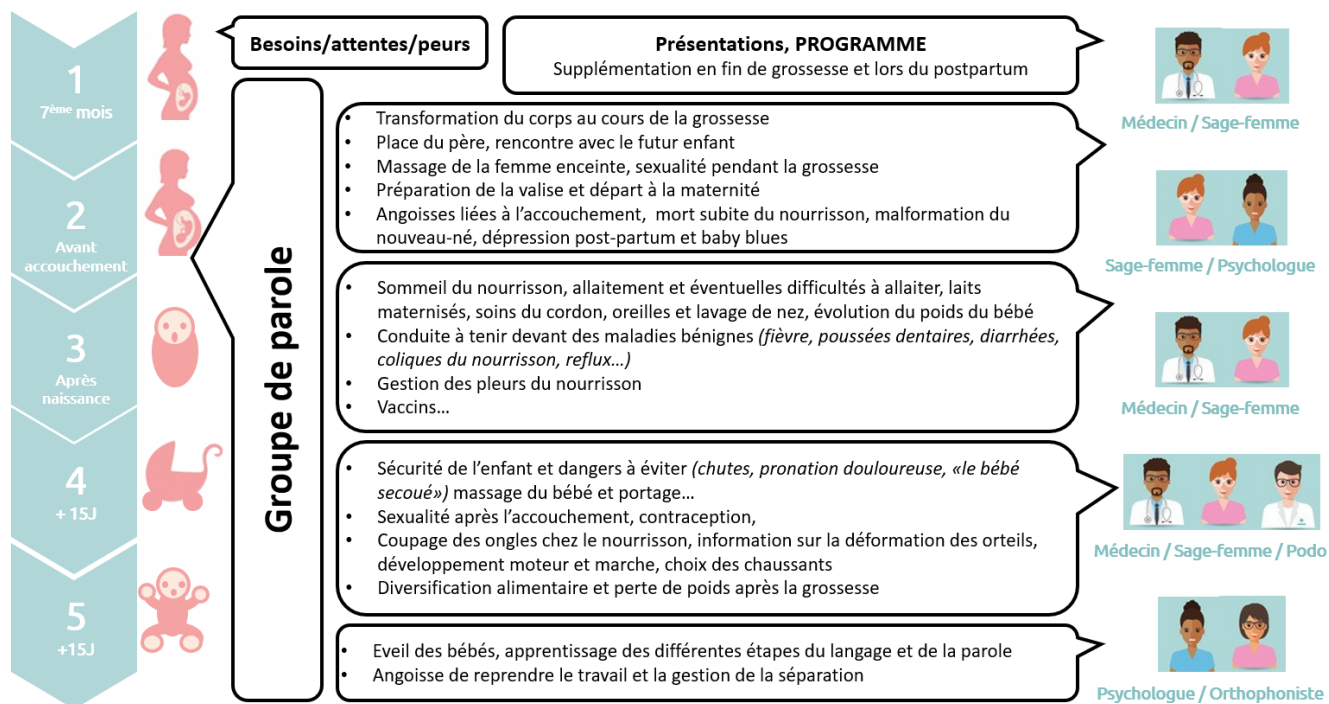 1
7ème mois
Besoins/attentes/peurs
Présentations, PROGRAMME
Supplémentation en fin de grossesse et lors du postpartum
Médecin / Sage-femme
Groupe de parole
2
Avant
accouchement
• Transformation du corps au cours de la grossesse
• Place du père, rencontre avec le futur enfant
• Massage de la femme enceinte, sexualité pendant la grossesse
• Préparation de la valise et départ à la maternité
• Angoisses liées à l’accouchement, mort subite du nourrisson, malformation du
nouveau-né, dépression post-partum et baby blues
Sage-femme / Psychologue
3
Après
naissance
• Sommeil du nourrisson, allaitement et éventuelles difficultés à allaiter, laits
maternisés, soins du cordon, oreilles et lavage de nez, évolution du poids du bébé
• Conduite à tenir devant des maladies bénignes (fièvre, poussées dentaires, diarrhées,
coliques du nourrisson, reflux…)
• Gestion des pleurs du nourrisson
• Vaccins…
Médecin / Sage-femme
4
+ 15J
• Sécurité de l’enfant et dangers à éviter (chutes, pronation douloureuse, «le bébé
secoué») massage du bébé et portage…
• Sexualité après l’accouchement, contraception,
• Coupage des ongles chez le nourrisson, information sur la déformation des orteils,
développement moteur et marche, choix des chaussants
• Diversification alimentaire et perte de poids après la grossesse
Médecin / Sage-femme / Podo
5
+15J
• Eveil des bébés, apprentissage des différentes étapes du langage et de la parole
• Angoisse de reprendre le travail et la gestion de la séparation
Psychologue / Orthophoniste